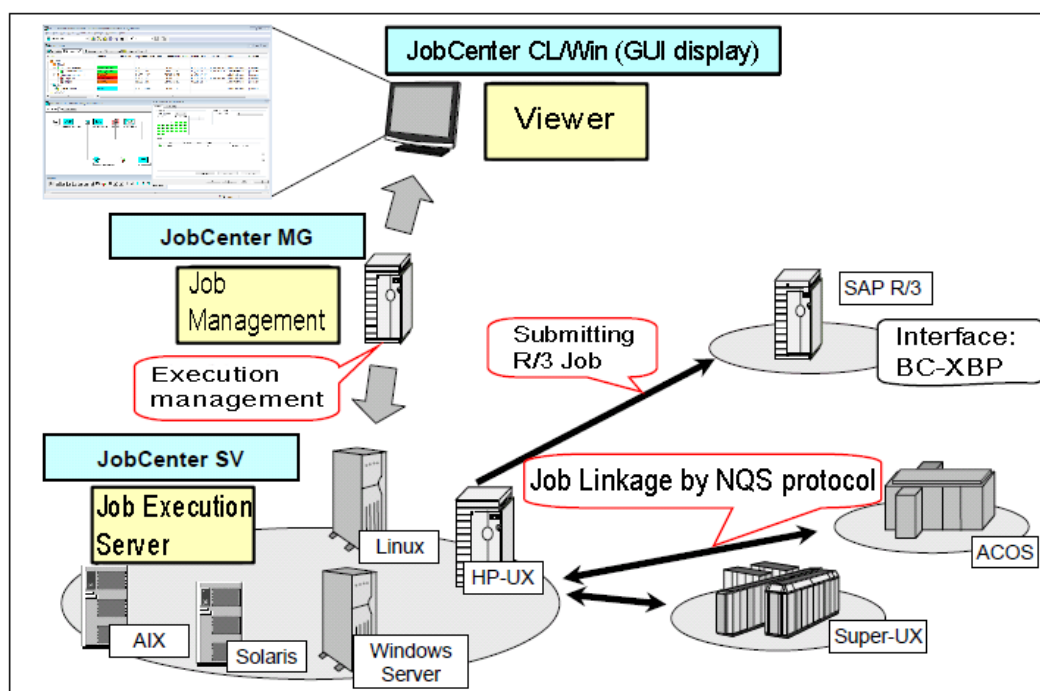 JobCenter CL/Win (GUI display)
Viewer
JobCenter MG
Job
Management
Execution
management
SAP R/3
Submitting
R/3 Job
Interface:
BC-XBP
JobCenter SV
Job Execution
Server
Job Linkage by NQS protocol
Linux
HP-UX
ACOS
AIX
Solaris
Windows
Server
Super-UX